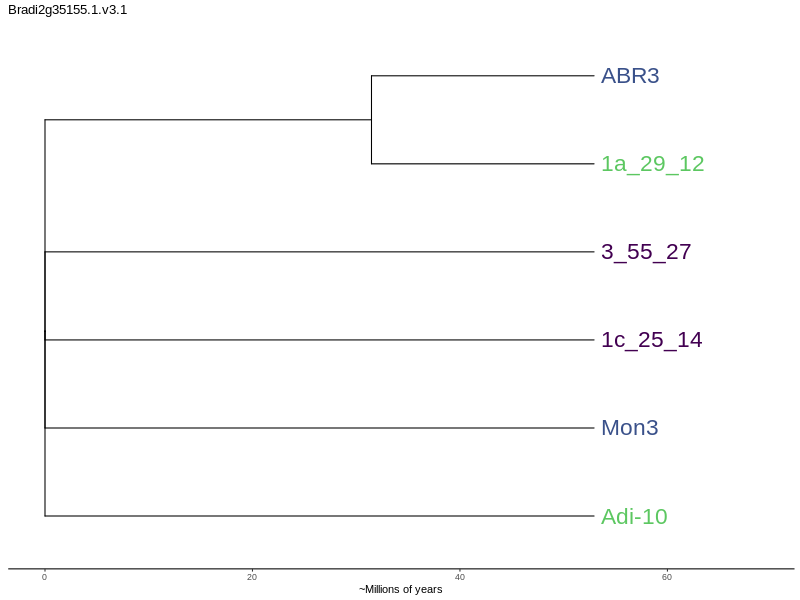 Bradi2g35155.1.v3.1
ABR3
1a_29_12
3_55_27
1c_25_14
Mon3
Adi-10
0 20 40 60
~Millions of years